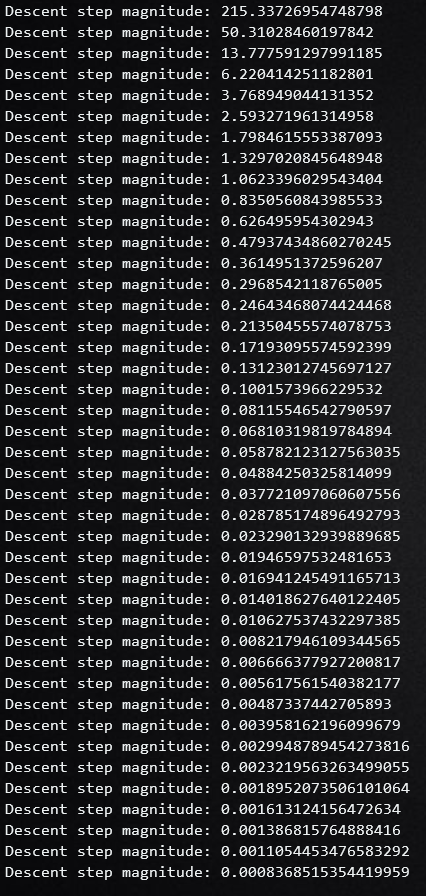 Descent step magnitude: 215.33726954748798
Descent step magnitude: 50.31028460197842
Descent step magnitude: 13.777591297991185
Descent step magnitude: 6.220414251182801
Descent step magnitude: 3.768949044131352
Descent step magnitude: 2.593271961314958
Descent step magnitude: 1.7984615553387093
Descent step magnitude: 1.3297020845648948
Descent step magnitude: 1.0623396029543404
Descent step magnitude: 0.8350560843985533
Descent step magnitude: 0.626495954302943
Descent step magnitude: 0.47937434860270245
Descent step magnitude: 0.3614951372596207
Descent step magnitude: 0.2968542118765005
Descent step magnitude: 0.24643468074424468
Descent step magnitude: 0.21350455574078753
Descent step magnitude: 0.17193095574592399
Descent step magnitude: 0.13123012745697127
Descent step magnitude: 0.1001573966229532
Descent step magnitude: 0.08115546542790597
Descent step magnitude: 0.06810319819784894
Descent step magnitude: 0.058782123127563035
Descent step magnitude: 0.04884250325814099
Descent step magnitude: 0.037721097060607556
Descent step magnitude: 0.028785174896492793
Descent step magnitude: 0.023290132939889685
Descent step magnitude: 0.01946597532481653
Descent step magnitude: 0.016941245491165713
Descent step magnitude: 0.014018627640122405
Descent step magnitude: 0.010627537432297385
Descent step magnitude: 0.008217946109344565
Descent step magnitude: 0.006666377927200817
Descent step magnitude: 0.005617561540382177
Descent step magnitude: 0.00487337442705893
Descent step magnitude: 0.003958162196099679
Descent step magnitude: 0.0029948789454273816
Descent step magnitude: 0.0023219563263499055
Descent step magnitude: 0.0018952073506101064
Descent step magnitude: 0.001613124156472634
Descent step magnitude: 0.001386815764888416
Descent step magnitude: 0.0011054453476583292
Descent step magnitude: 0.0008368515354419959